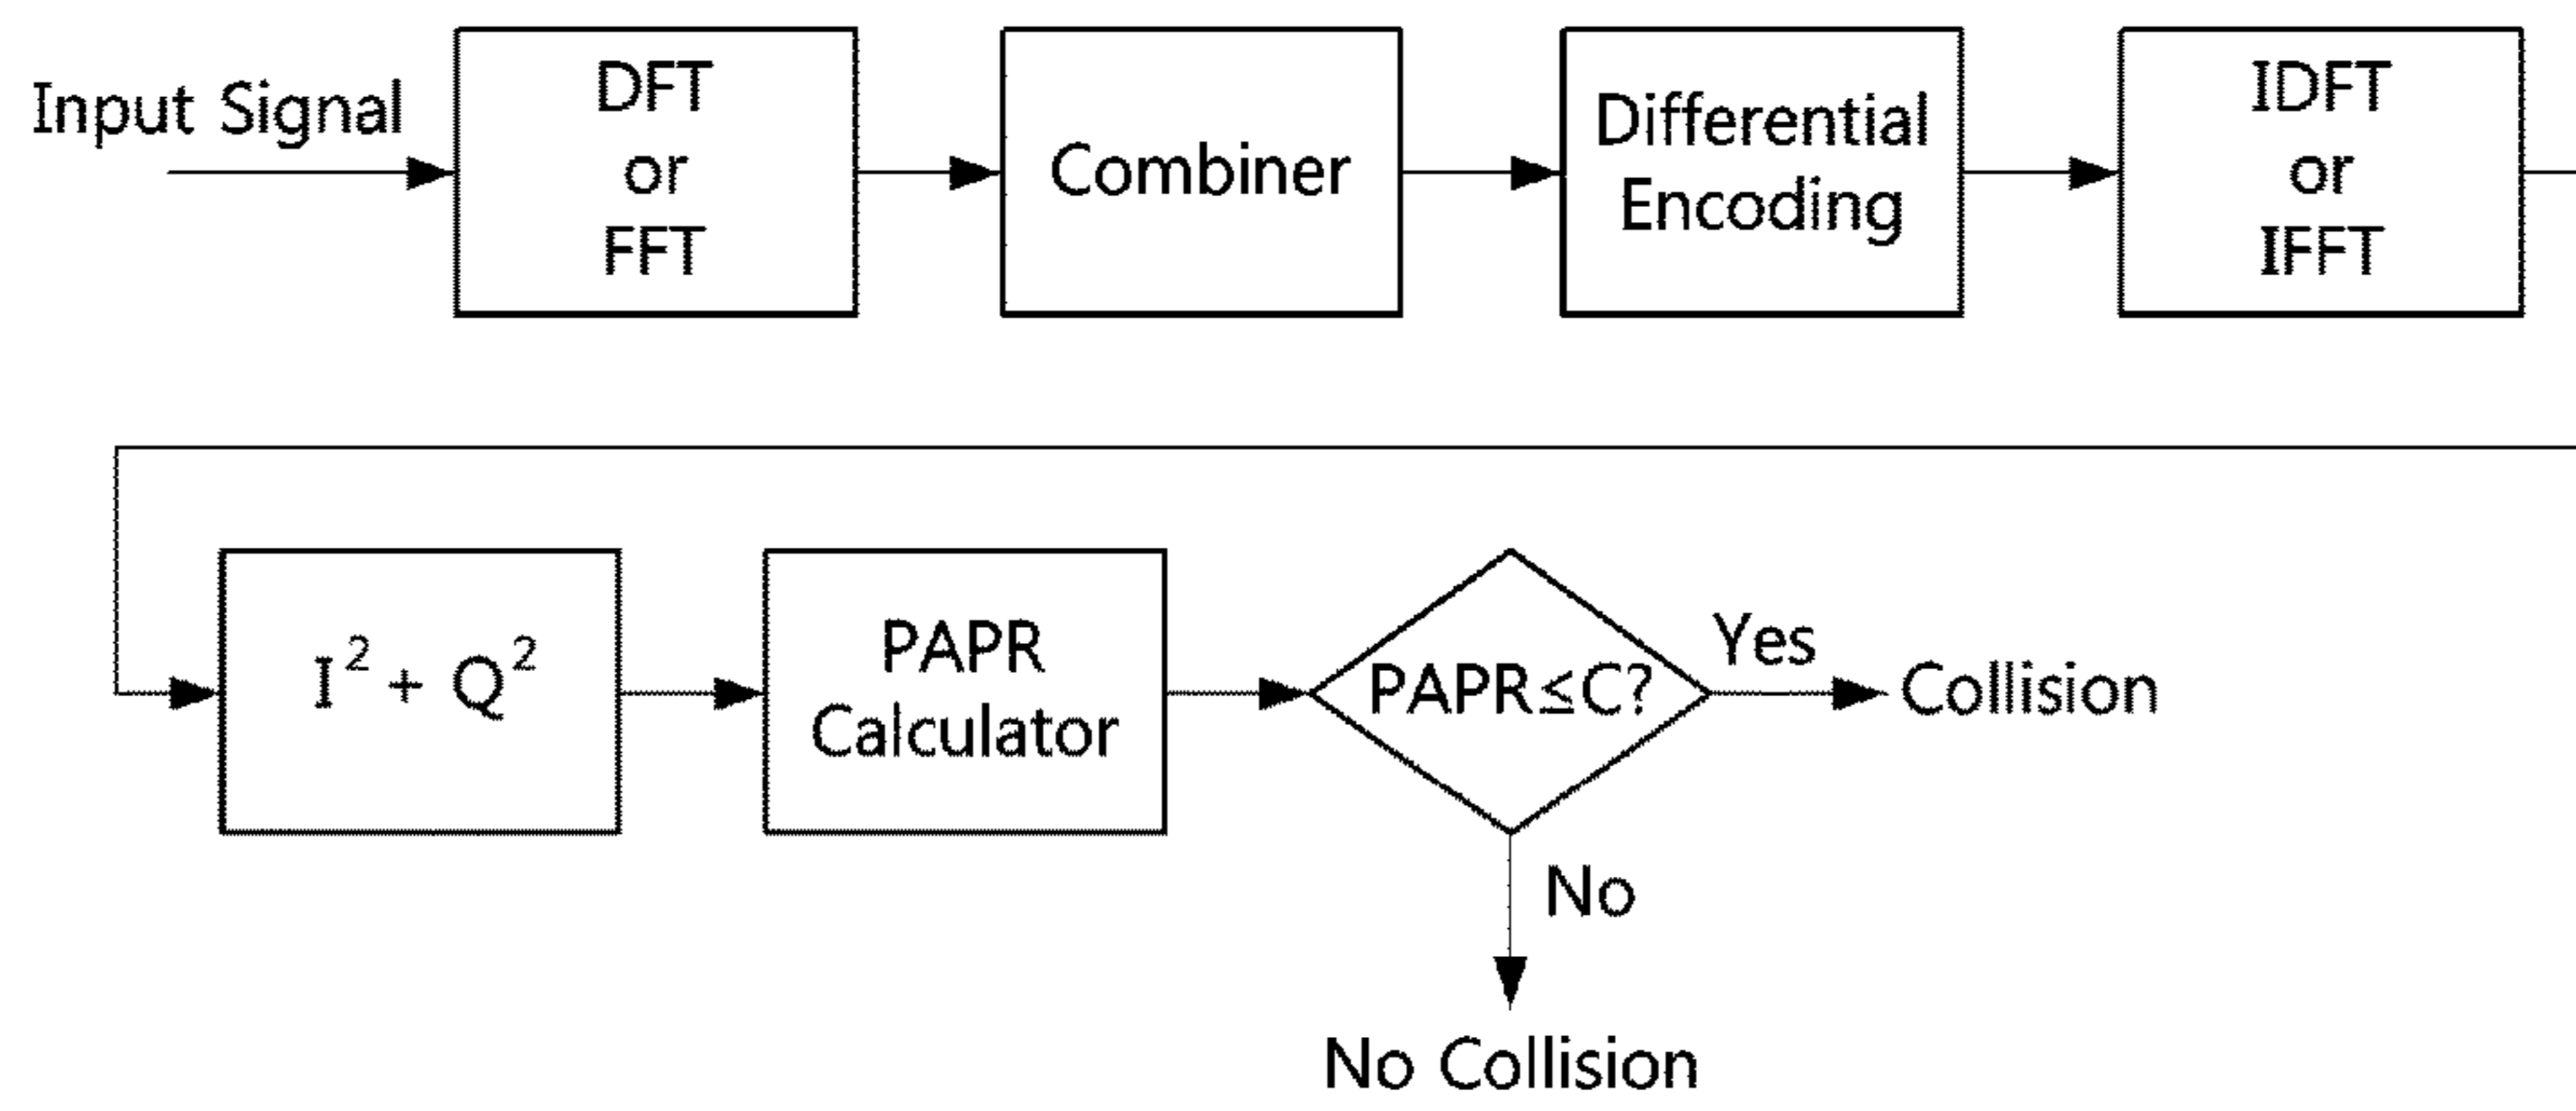 Input Signal
DFT
or
FFT
Combiner
Differential
Encoding
IDFT
or
IFFT
I² + Q²
PAPR
Calculator
PAPR≤C?
Yes
Collision
No
No Collision